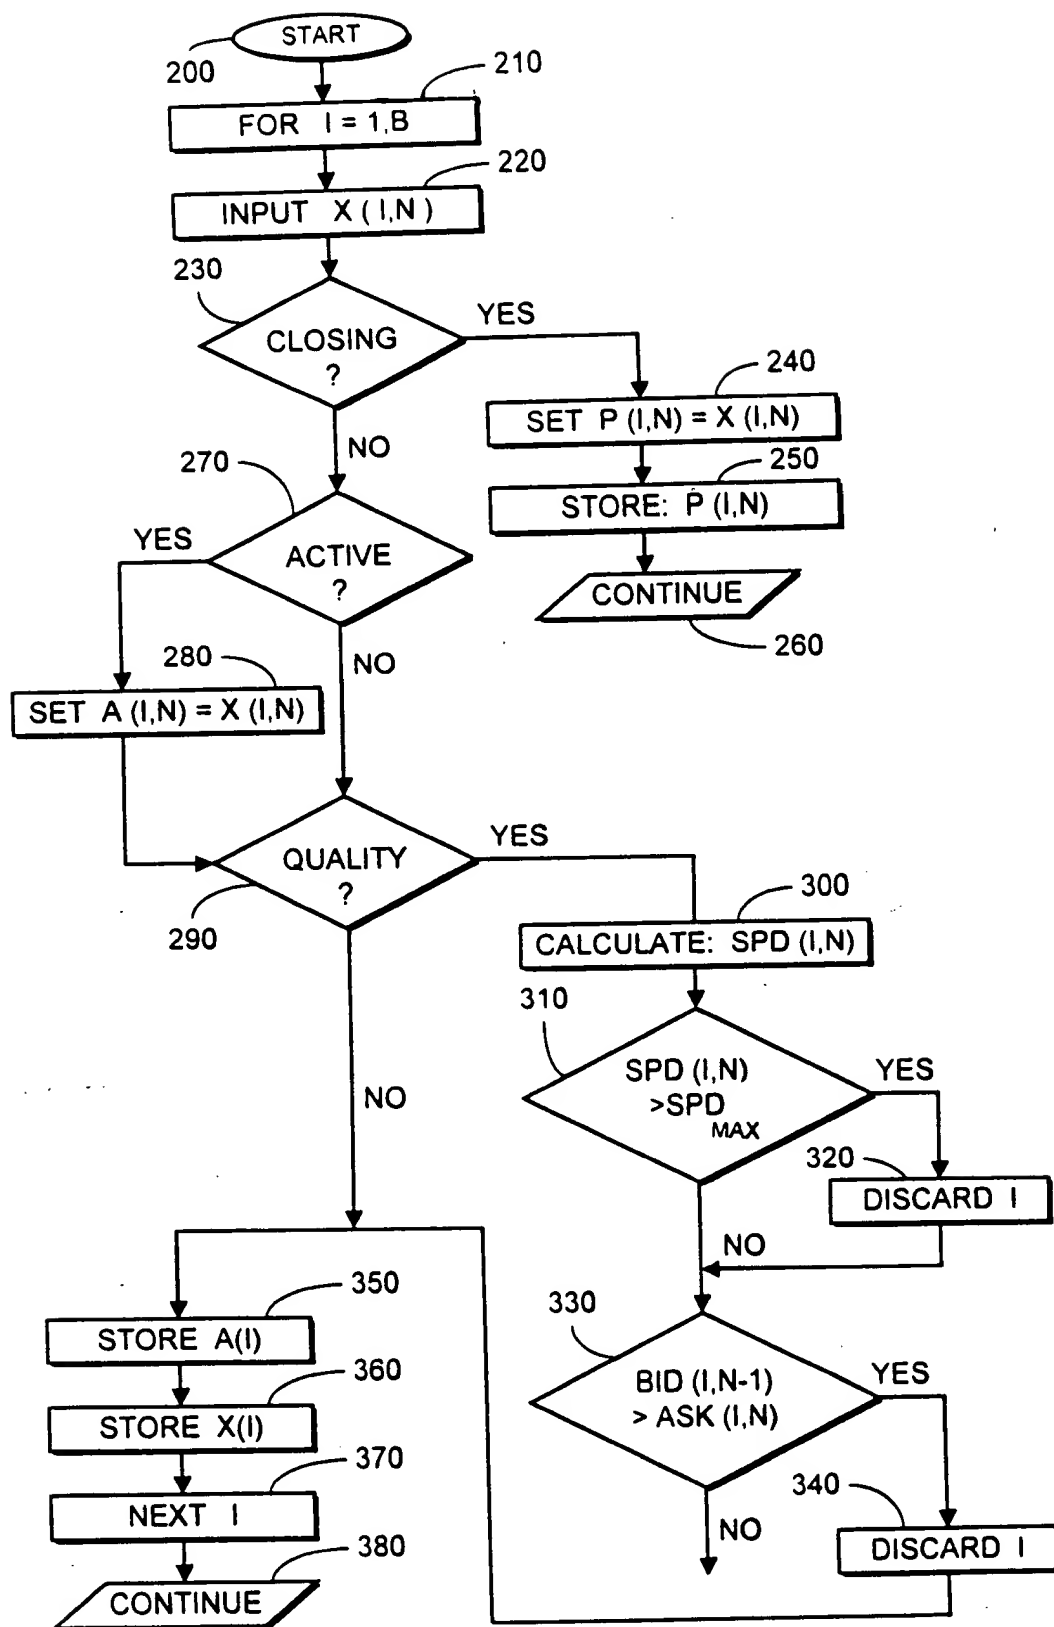 START
200
210
FOR I = 1,B
220
INPUT X ( I,N )
230
CLOSING
?
YES
NO
240
SET P (I,N) = X (I,N)
250
STORE: P (I,N)
CONTINUE
260
270
YES
ACTIVE
?
NO
280
SET A (I,N) = X (I,N)
QUALITY
?
YES
290
NO
300
CALCULATE: SPD (I,N)
310
SPD (I,N)
>SPD
MAX
YES
320
DISCARD I
NO
330
BID (I,N-1)
> ASK (I,N)
YES
NO
340
DISCARD I
350
STORE A(I)
360
STORE X(I)
370
NEXT I
380
CONTINUE